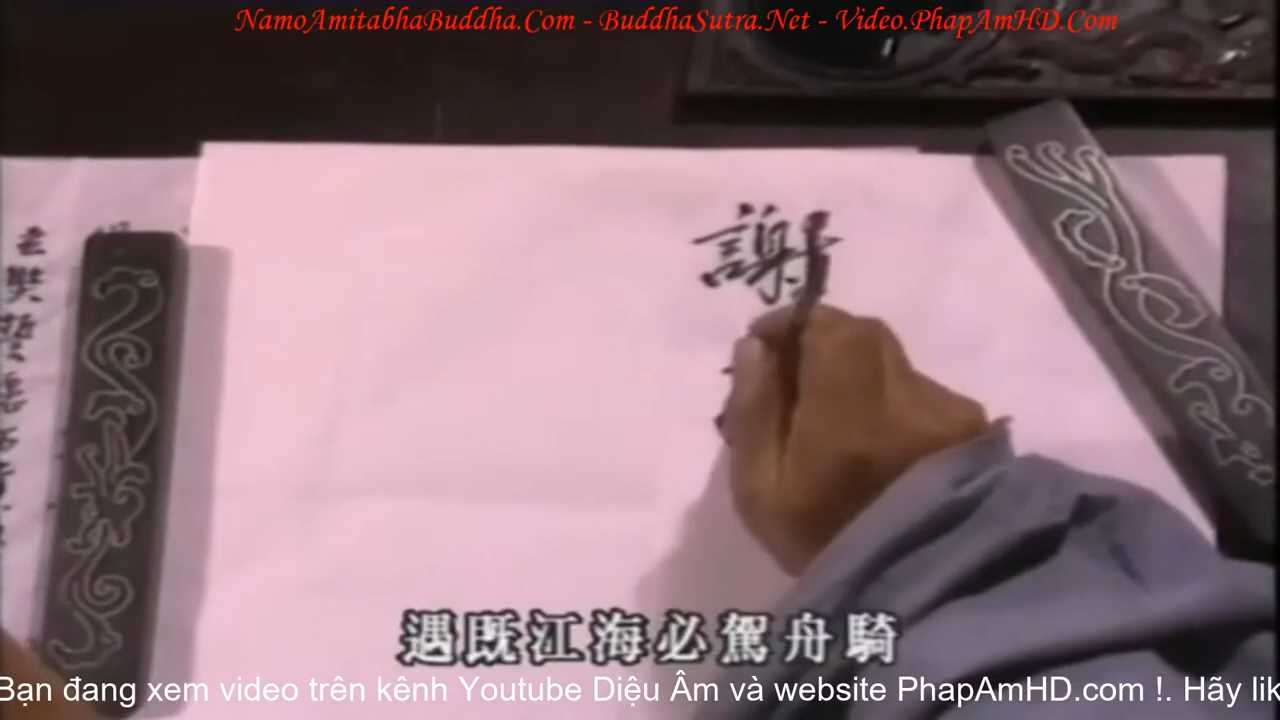 NamoAmitabhaBuddha.Com - BuddhaSutra.Net - Video.PhapAmHD.Com
謝
遇既江海必駕舟騎
Bạn đang xem video trên kênh Youtube Diệu Âm và website PhapAmHD.com !. Hãy lik